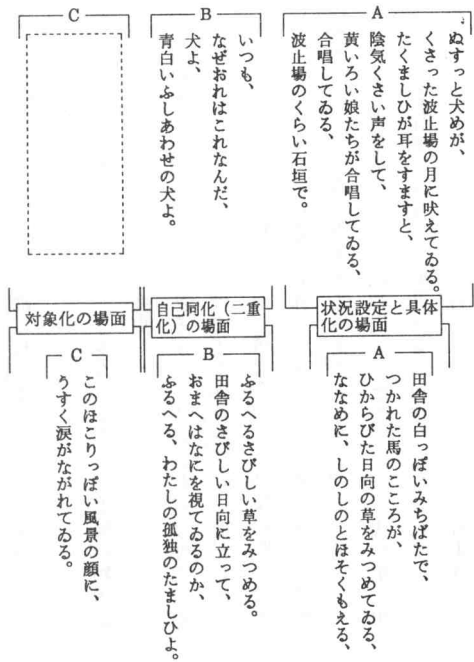 A
ぬすっと犬めが、
くさった波止場の月に吠えてゐる。
たくましひが耳をすますと、
陰気くさい声をして、
黄いろい娘たちが合唱してゐる、
合唱してゐる、
波止場のくらい石垣で。
B
いつも、
なぜおれはこれなんだ、
犬よ、
青白いふしあわせの犬よ。
C
状況設定と具体
化の場面
自己同化(二重
化)の場面
対象化の場面
A
田舎の白っぽいみちばたで、
つかれた馬のこころが、
ひからびた日向の草をみつめてゐる、
ななめに、しのしのとほそくもえる、
B
ふるへるさびしい草をみつめる。
田舎のさびしい日向に立って、
おまへはなにを視てゐるのか、
ふるへる、わたしの孤独のたましひよ。
C
このほこりっぽい風景の顔に、
うすく涙がながれてゐる。